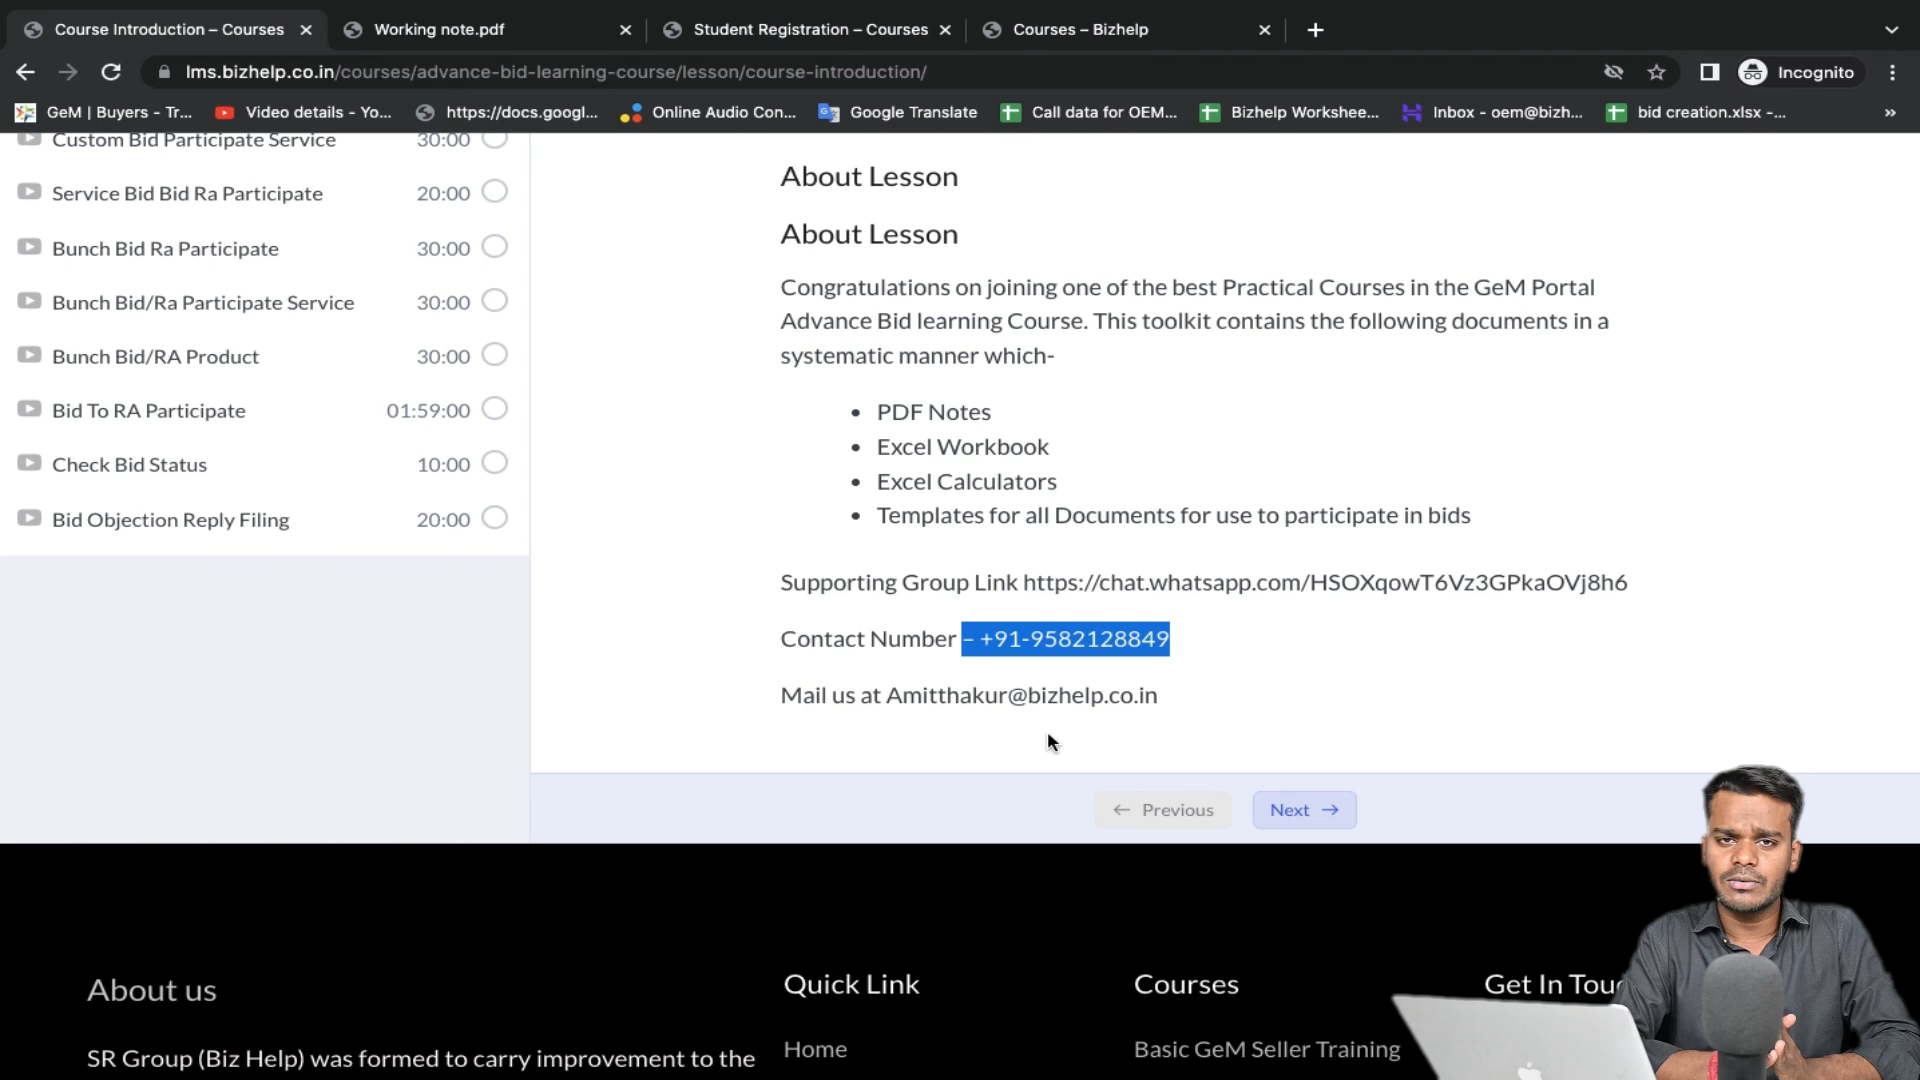 Course Introduction – Courses
Working note.pdf
Student Registration – Courses
Courses – Bizhelp
lms.bizhelp.co.in/courses/advance-bid-learning-course/lesson/course-introduction/
Incognito
GeM | Buyers - Tr...
Video details - Yo...
https://docs.googl...
Online Audio Con...
Google Translate
Call data for OEM...
Bizhelp Workshee...
Inbox - oem@bizh...
bid creation.xlsx -...
Custom Bid Participate Service 30:00
Service Bid Bid Ra Participate 20:00
Bunch Bid Ra Participate 30:00
Bunch Bid/Ra Participate Service 30:00
Bunch Bid/RA Product 30:00
Bid To RA Participate 01:59:00
Check Bid Status 10:00
Bid Objection Reply Filing 20:00
About Lesson
About Lesson
Congratulations on joining one of the best Practical Courses in the GeM Portal
Advance Bid learning Course. This toolkit contains the following documents in a
systematic manner which-
• PDF Notes
• Excel Workbook
• Excel Calculators
• Templates for all Documents for use to participate in bids
Supporting Group Link https://chat.whatsapp.com/HSOXqowT6Vz3GPkaOVj8h6
Contact Number – +91-9582128849
Mail us at Amitthakur@bizhelp.co.in
← Previous
Next →
About us
SR Group (Biz Help) was formed to carry improvement to the
Quick Link
Home
Courses
Basic GeM Seller Training
Get In Touc